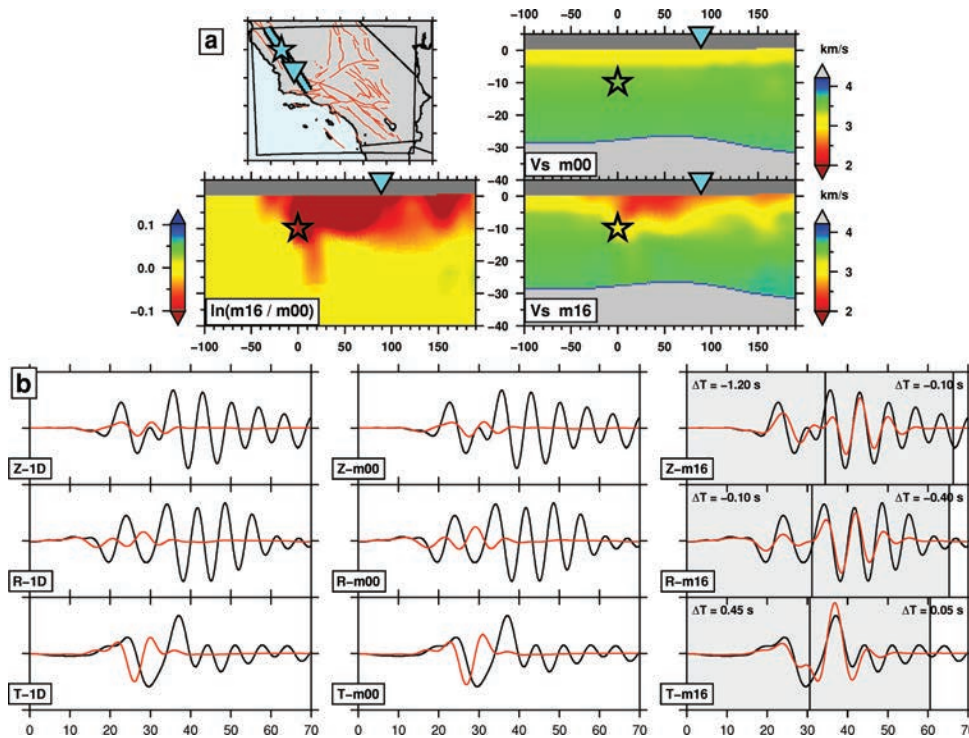 a
-100 -50 0 50 100 150
0
-10
-20
-30
-40
Vs m00
km/s
4
3
2
0.1
0.0
-0.1
ln(m16 / m00)
-100 -50 0 50 100 150
0
-10
-20
-30
-40
Vs m16
-100 -50 0 50 100 150
km/s
4
3
2
b
Z-1D
Z-m00
ΔT = -1.20 s ΔT = -0.10 s
Z-m16
R-1D
R-m00
ΔT = -0.10 s ΔT = -0.40 s
R-m16
T-1D
T-m00
ΔT = 0.45 s ΔT = 0.05 s
T-m16
0 10 20 30 40 50 60 70
0 10 20 30 40 50 60 70
0 10 20 30 40 50 60 70